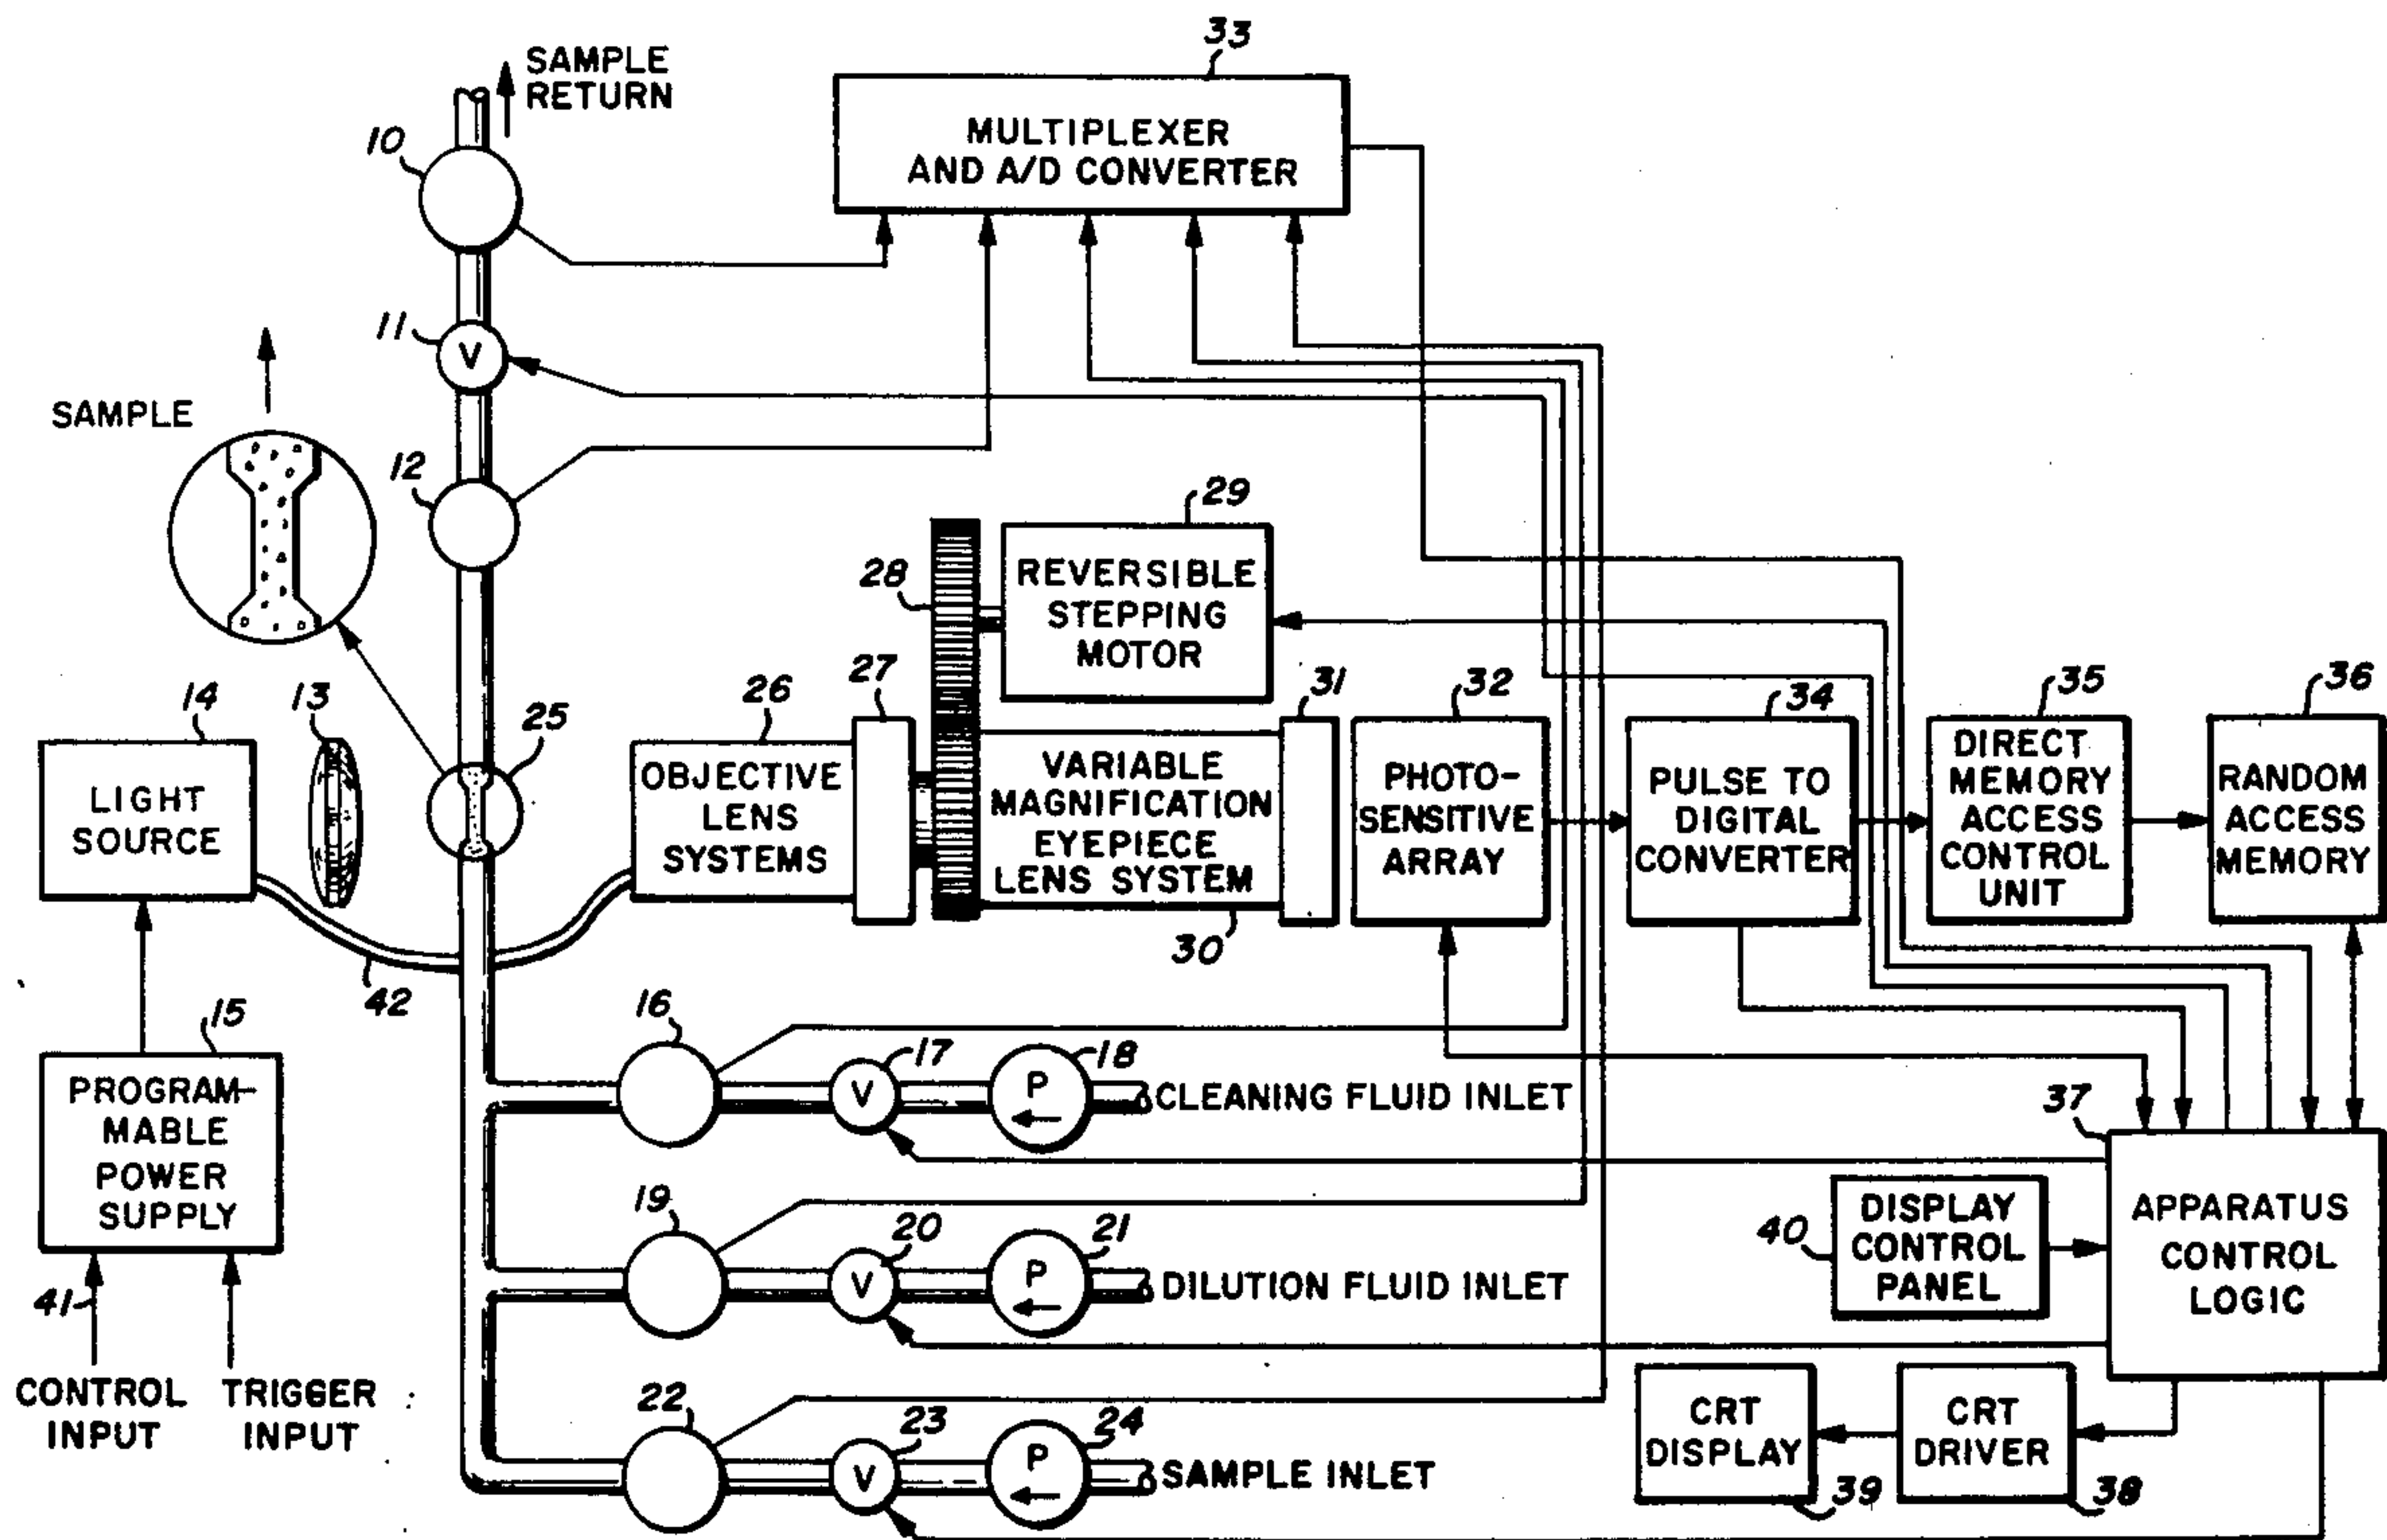 33
SAMPLE
RETURN
MULTIPLEXER
AND A/D CONVERTER
10
11
V
SAMPLE
12
29
REVERSIBLE
STEPPING
MOTOR
28
14
13
25
26
27
31
32
34
35
36
LIGHT
SOURCE
OBJECTIVE
LENS
SYSTEMS
VARIABLE
MAGNIFICATION
EYEPIECE
LENS SYSTEM
PHOTO-
SENSITIVE
ARRAY
PULSE TO
DIGITAL
CONVERTER
DIRECT
MEMORY
ACCESS
CONTROL
UNIT
RANDOM
ACCESS
MEMORY
30
42
15
PROGRAM-
MABLE
POWER
SUPPLY
16
17
V
18
P
CLEANING FLUID INLET
37
APPARATUS
CONTROL
LOGIC
19
20
V
21
P
DILUTION FLUID INLET
40
DISPLAY
CONTROL
PANEL
41
CONTROL
INPUT
TRIGGER
INPUT
22
23
V
24
P
SAMPLE INLET
CRT
DISPLAY
39
CRT
DRIVER
38